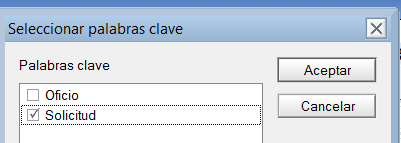 Seleccionar palabras clave
Palabras clave
Aceptar
Oficio
Cancelar
Solicitud